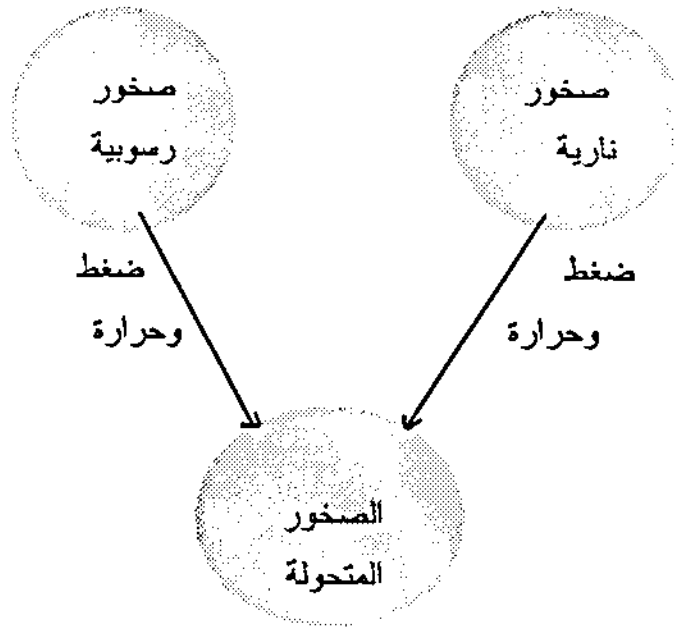 صخور
نارية
صخور
رسوبية
ضغط
وحرارة
ضغط
وحرارة
الصخور
المتحولة